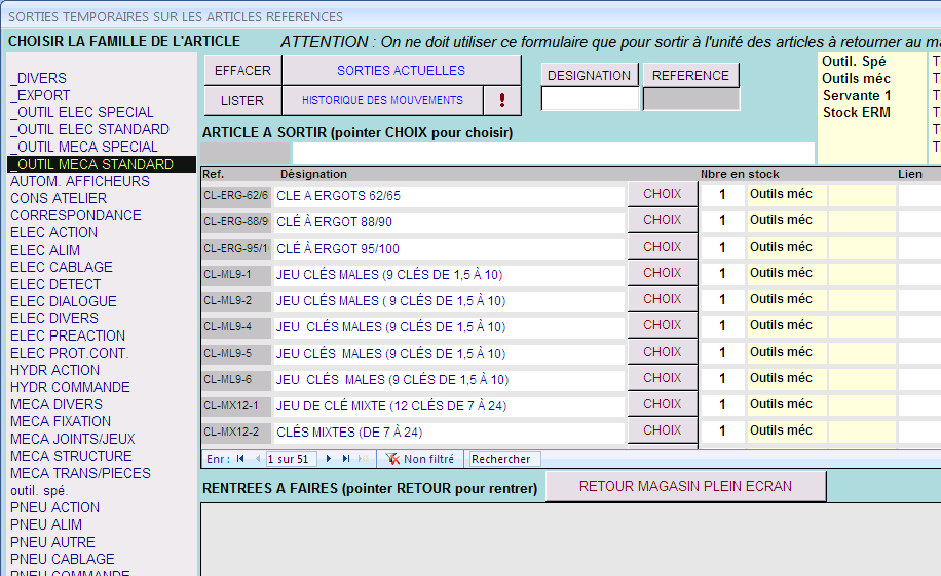 SORTIES TEMPORAIRES SUR LES ARTICLES REFERENCES
CHOISIR LA FAMILLE DE L'ARTICLE
ATTENTION : On ne doit utiliser ce formulaire que pour sortir à l'unité des articles à retourner au ma
_DIVERS
_EXPORT
_OUTIL ELEC SPECIAL
_OUTIL ELEC STANDARD
_OUTIL MECA SPECIAL
_OUTIL MECA STANDARD
AUTOM. AFFICHEURS
CONS ATELIER
CORRESPONDANCE
ELEC ACTION
ELEC ALIM
ELEC CABLAGE
ELEC DETECT
ELEC DIALOGUE
ELEC DIVERS
ELEC PREACTION
ELEC PROT.CONT.
HYDR ACTION
HYDR COMMANDE
MECA DIVERS
MECA FIXATION
MECA JOINTS/JEUX
MECA STRUCTURE
MECA TRANS/PIECES
outil. spé.
PNEU ACTION
PNEU ALIM
PNEU AUTRE
PNEU CABLAGE
PNEU COMMANDE
EFFACER
SORTIES ACTUELLES
LISTER
HISTORIQUE DES MOUVEMENTS
!
DESIGNATION
REFERENCE
Outil. Spé
Outils méc
Servante 1
Stock ERM
ARTICLE A SORTIR (pointer CHOIX pour choisir)
Ref. Désignation Nbre en stock Lien
CL-ERG-62/6 CLE A ERGOTS 62/65 CHOIX 1 Outils méc
CL-ERG-88/9 CLÉ À ERGOT 88/90 CHOIX 1 Outils méc
CL-ERG-95/1 CLÉ À ERGOT 95/100 CHOIX 1 Outils méc
CL-ML9-1 JEU CLÉS MALES (9 CLÉS DE 1,5 À 10) CHOIX 1 Outils méc
CL-ML9-2 JEU CLÉS MALES ( 9 CLÉS DE 1,5 À 10) CHOIX 1 Outils méc
CL-ML9-4 JEU CLÉS MALES (9 CLÉS DE 1,5 À 10) CHOIX 1 Outils méc
CL-ML9-5 JEU CLÉS MALES (9 CLÉS DE 1,5 À 10) CHOIX 1 Outils méc
CL-ML9-6 JEU CLÉS MALES (9 CLÉS DE 1,5 À 10) CHOIX 1 Outils méc
CL-MX12-1 JEU DE CLÉ MIXTE (12 CLÉS DE 7 À 24) CHOIX 1 Outils méc
CL-MX12-2 CLÉS MIXTES (DE 7 À 24) CHOIX 1 Outils méc
Enr : 1 sur 51 Non filtré Rechercher
RENTREES A FAIRES (pointer RETOUR pour rentrer)
RETOUR MAGASIN PLEIN ECRAN